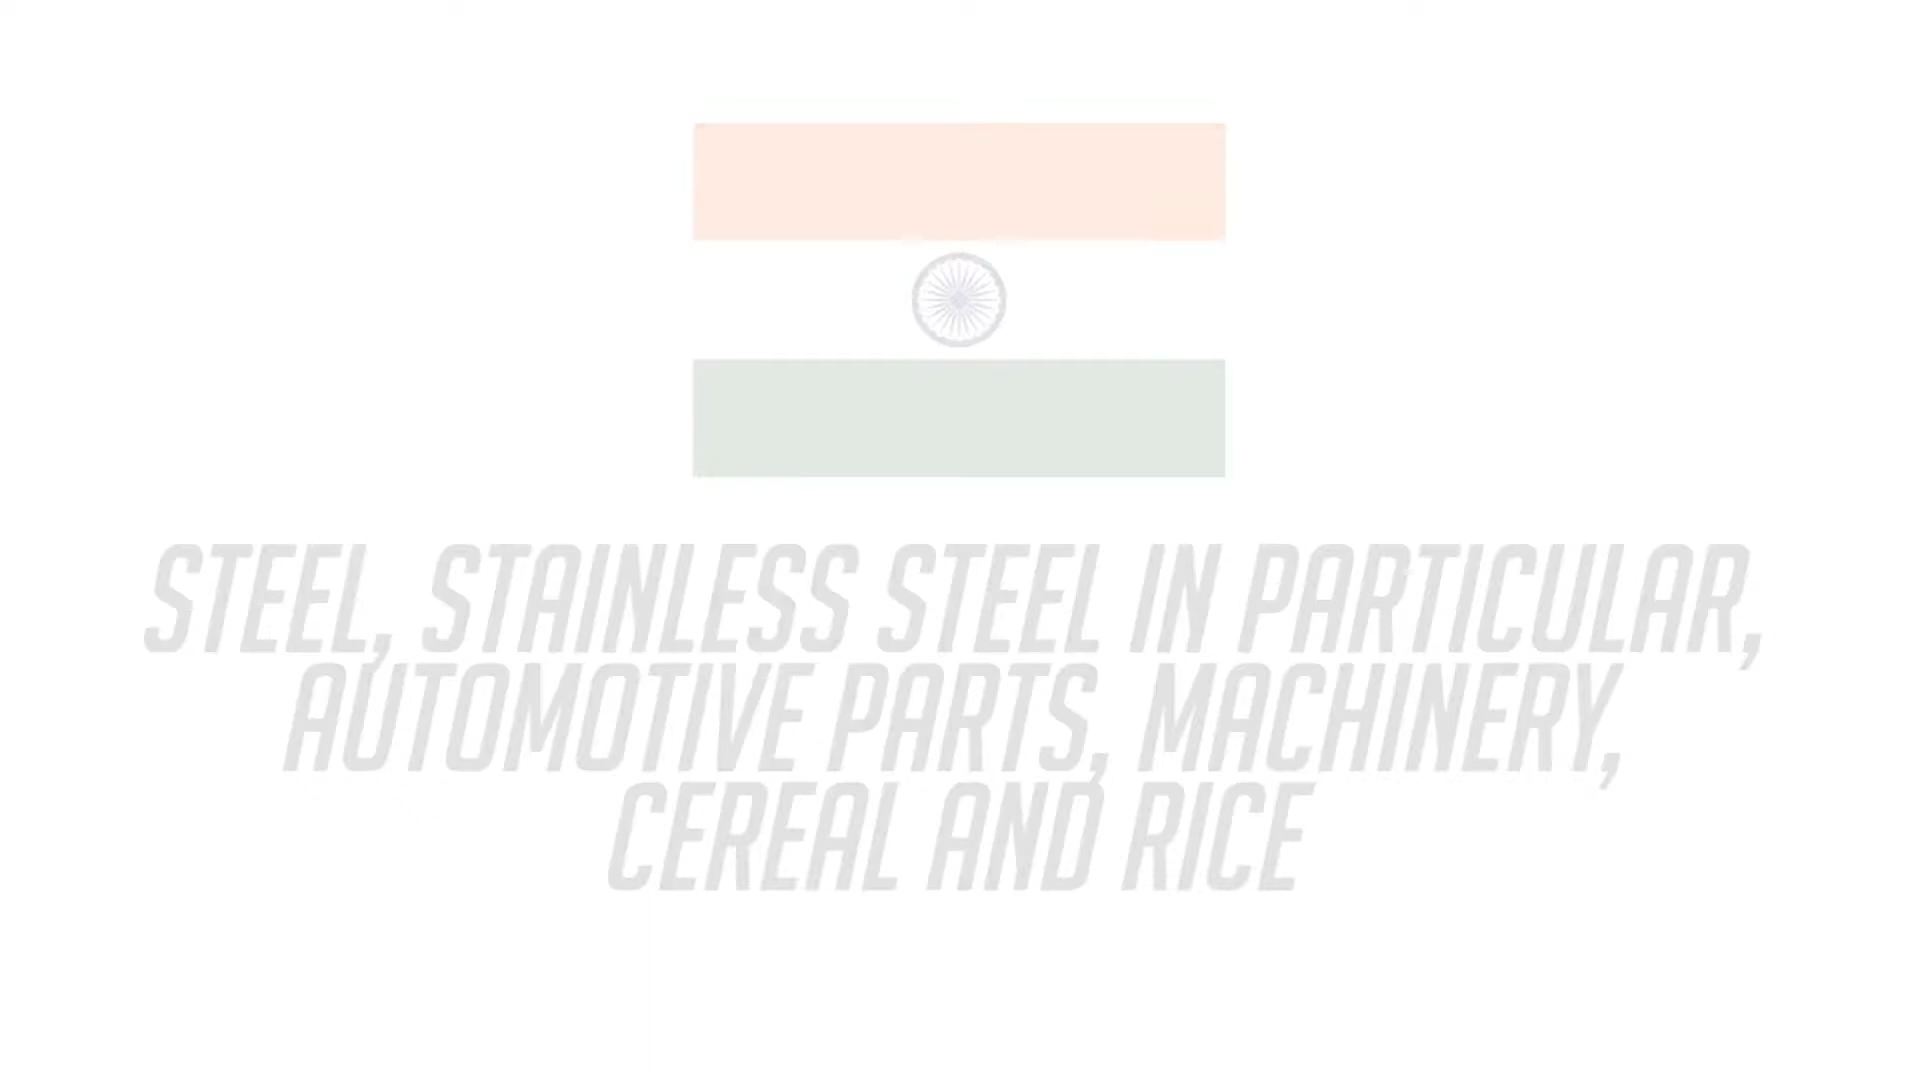 STEEL, STAINLESS STEEL IN PARTICULAR,
AUTOMOTIVE PARTS, MACHINERY,
CEREAL AND RICE